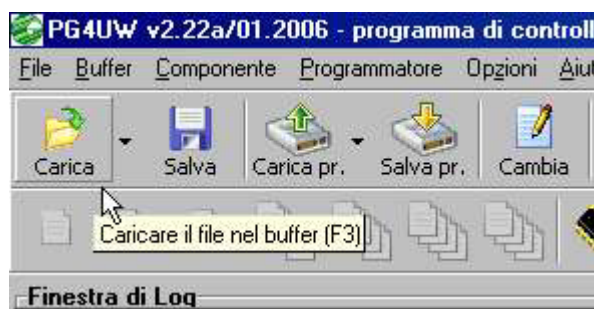 PG4UW v2.22a/01.2006 - programma di controll
File Buffer Componente Programmatore Opzioni Aiut
Carica Salva Carica pr. Salva pr. Cambia
Caricare il file nel buffer (F3)
Finestra di Log